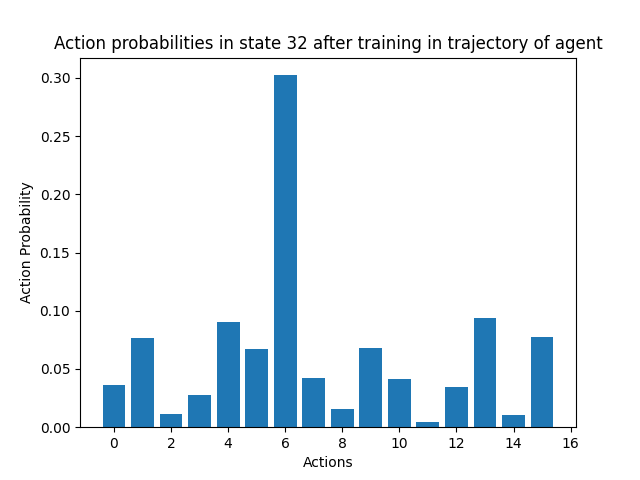 Action probabilities in state 32 after training in trajectory of agent
0.30
0.25
0.20
0.15
0.10
0.05
0.00
Action Probability
0 2 4 6 8 10 12 14 16
Actions